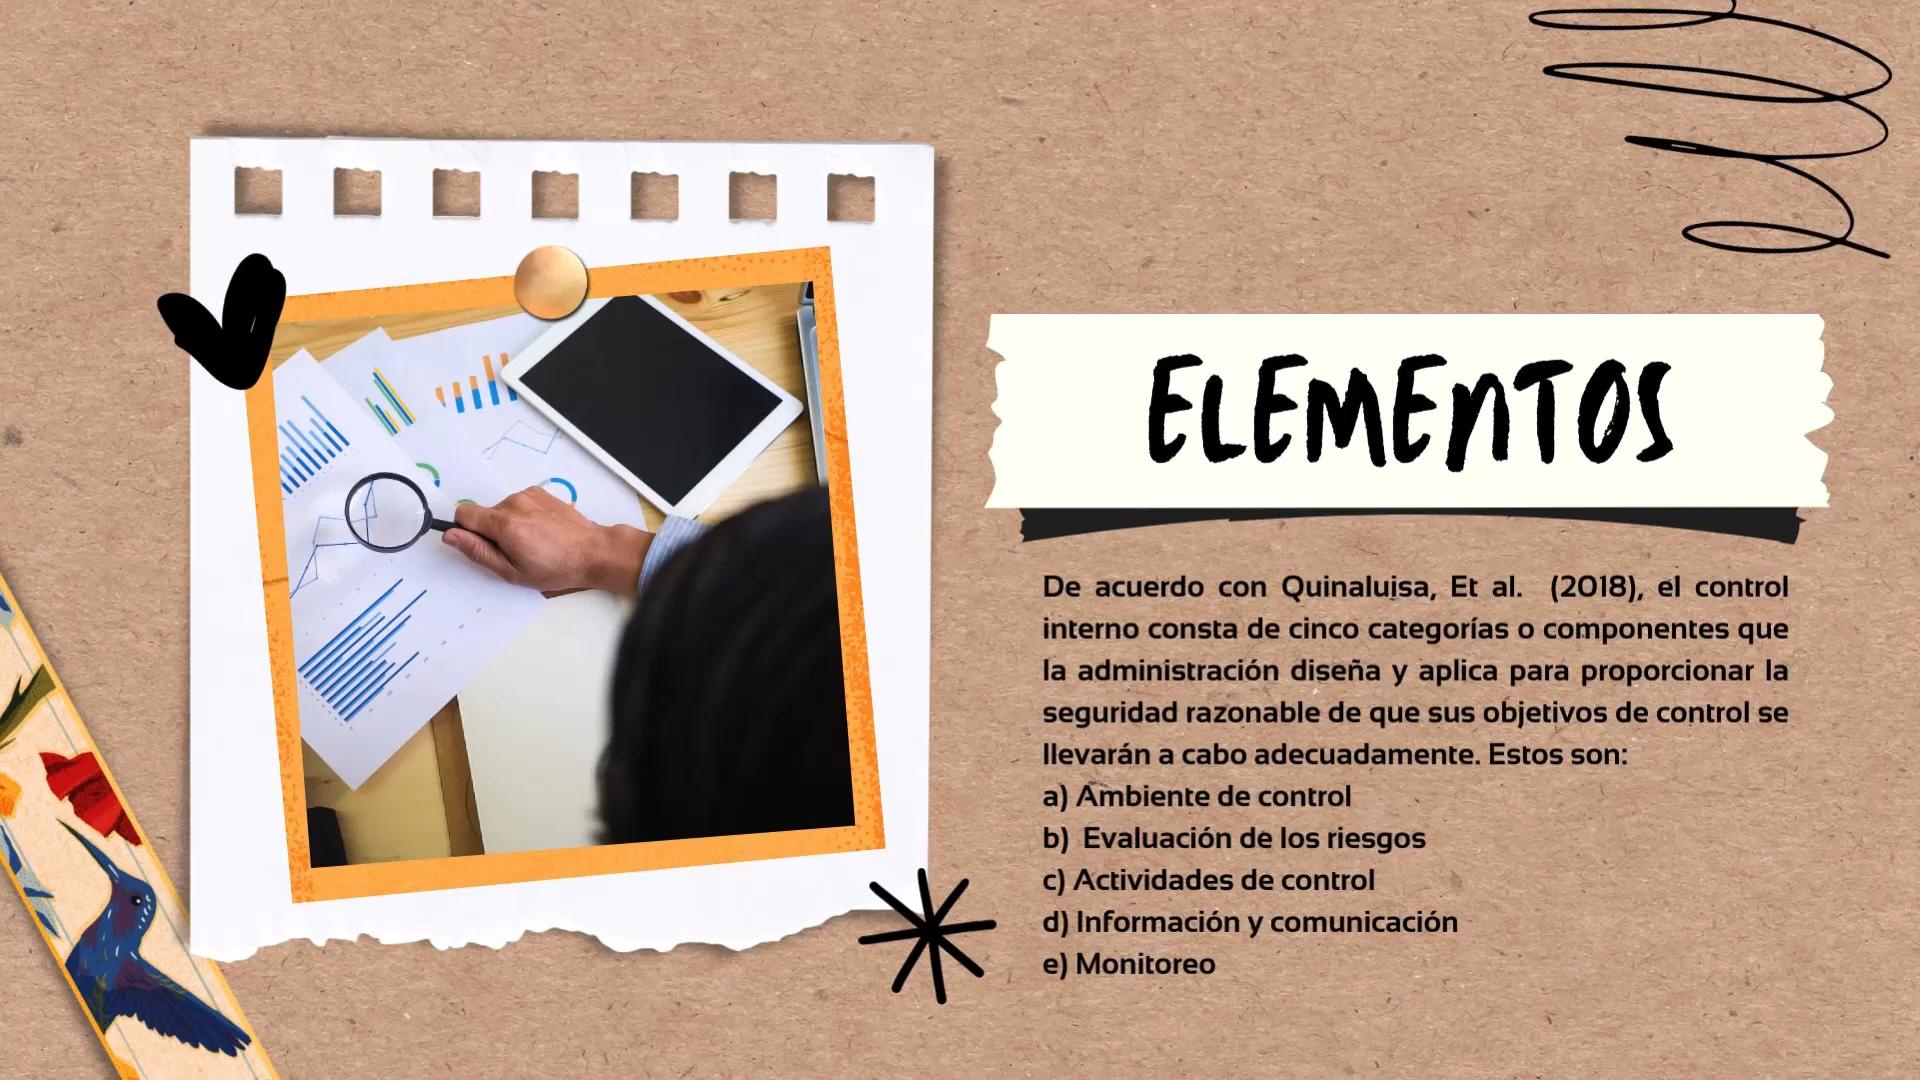 ELEMENTOS
De acuerdo con Quinaluisa, Et al. (2018), el control
interno consta de cinco categorías o componentes que
la administración diseña y aplica para proporcionar la
seguridad razonable de que sus objetivos de control se
llevarán a cabo adecuadamente. Estos son:
a) Ambiente de control
b) Evaluación de los riesgos
c) Actividades de control
d) Información y comunicación
e) Monitoreo